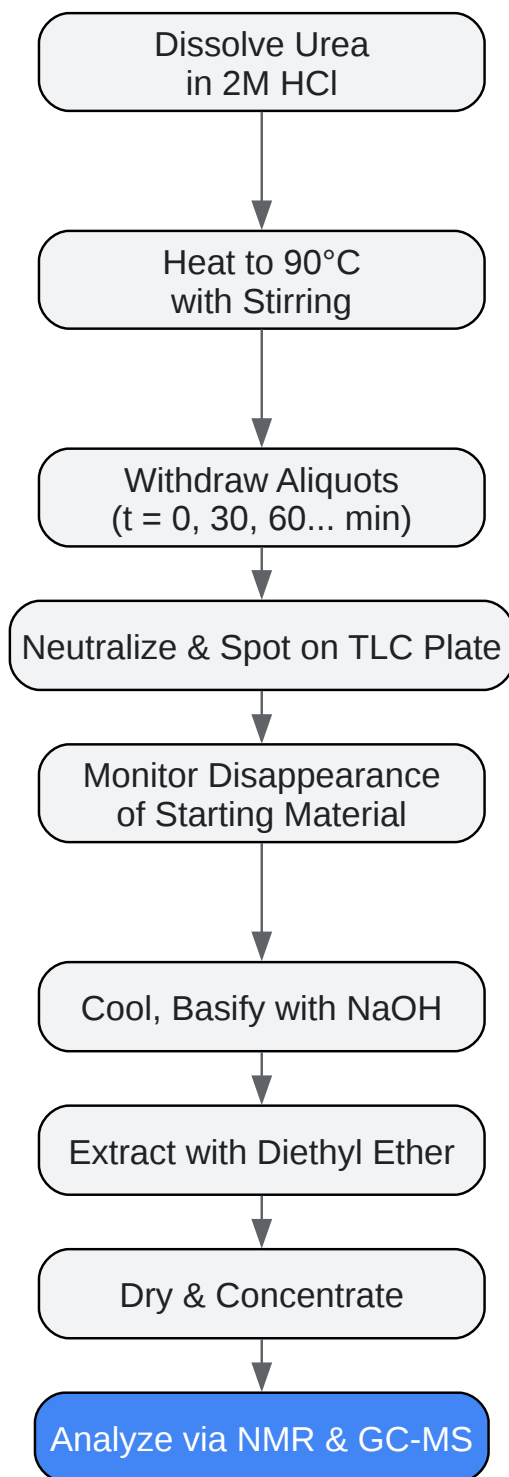 Dissolve Urea
in 2M HCl
Heat to 90°C
with Stirring
Withdraw Aliquots
(t = 0, 30, 60... min)
Neutralize & Spot on TLC Plate
Monitor Disappearance
of Starting Material
Cool, Basify with NaOH
Extract with Diethyl Ether
Dry & Concentrate
Analyze via NMR & GC-MS